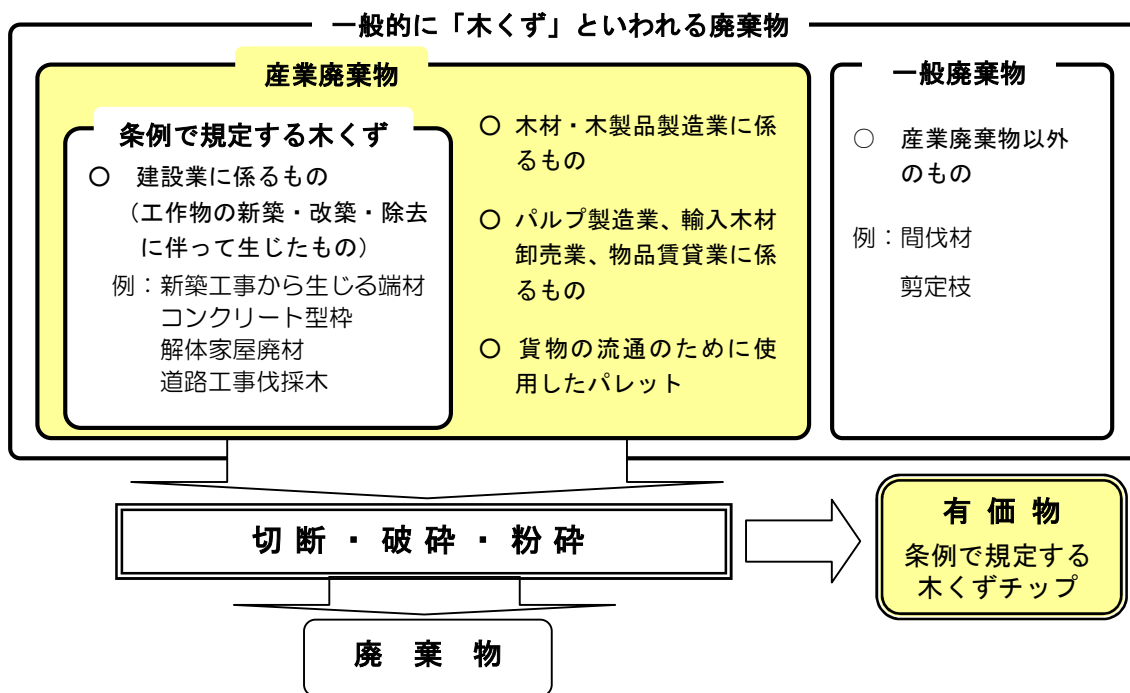 一般的に「木くず」といわれる廃棄物
産業廃棄物
条例で規定する木くず
○ 建設業に係るもの
（工作物の新築・改築・除去
に伴って生じたもの）
例：新築工事から生じる端材
コンクリート型枠
解体家屋廃材
道路工事伐採木
○ 木材・木製品製造業に係
るもの
○ パルプ製造業、輸入木材
卸売業、物品賃貸業に係
るもの
○ 貨物の流通のために使
用したパレット
一般廃棄物
○ 産業廃棄物以外
のもの
例：間伐材
剪定枝
切断・破砕・粉砕
有価物
条例で規定する
木くずチップ
廃棄物